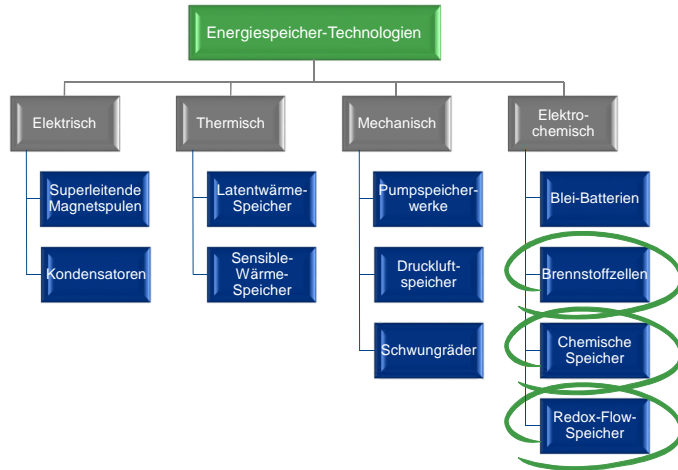 Energiespeicher-Technologien
Elektrisch
Thermisch
Mechanisch
Elektro-
chemisch
Superleitende
Magnetspulen
Latentwärme-
Speicher
Pumpspeicher-
werke
Blei-Batterien
Kondensatoren
Sensible-
Wärme-
Speicher
Druckluft-
speicher
Brennstoffzellen
Schwungräder
Chemische
Speicher
Redox-Flow-
Speicher